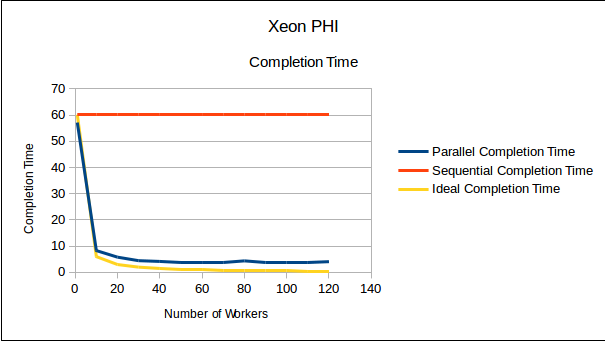 Xeon PHI
Completion Time
70
60
50
40
30
20
10
0
Completion Time
0 20 40 60 80 100 120 140
Number of Workers
Parallel Completion Time
Sequential Completion Time
Ideal Completion Time